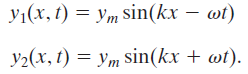 y₁(x, t) = yₘ sin(kx − ωt)
y₂(x, t) = yₘ sin(kx + ωt).